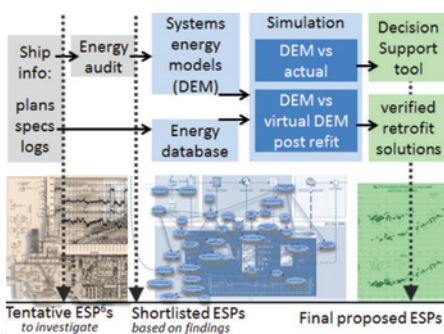 Ship
info:
plans
specs
logs
Energy
audit
Systems
energy
models
(DEM)
Energy
database
Simulation
DEM vs
actual
DEM vs
virtual DEM
post refit
Decision
Support
tool
verified
retrofit
solutions
Tentative ESP⁶s
to investigate
Shortlisted ESPs
based on findings
Final proposed ESPs